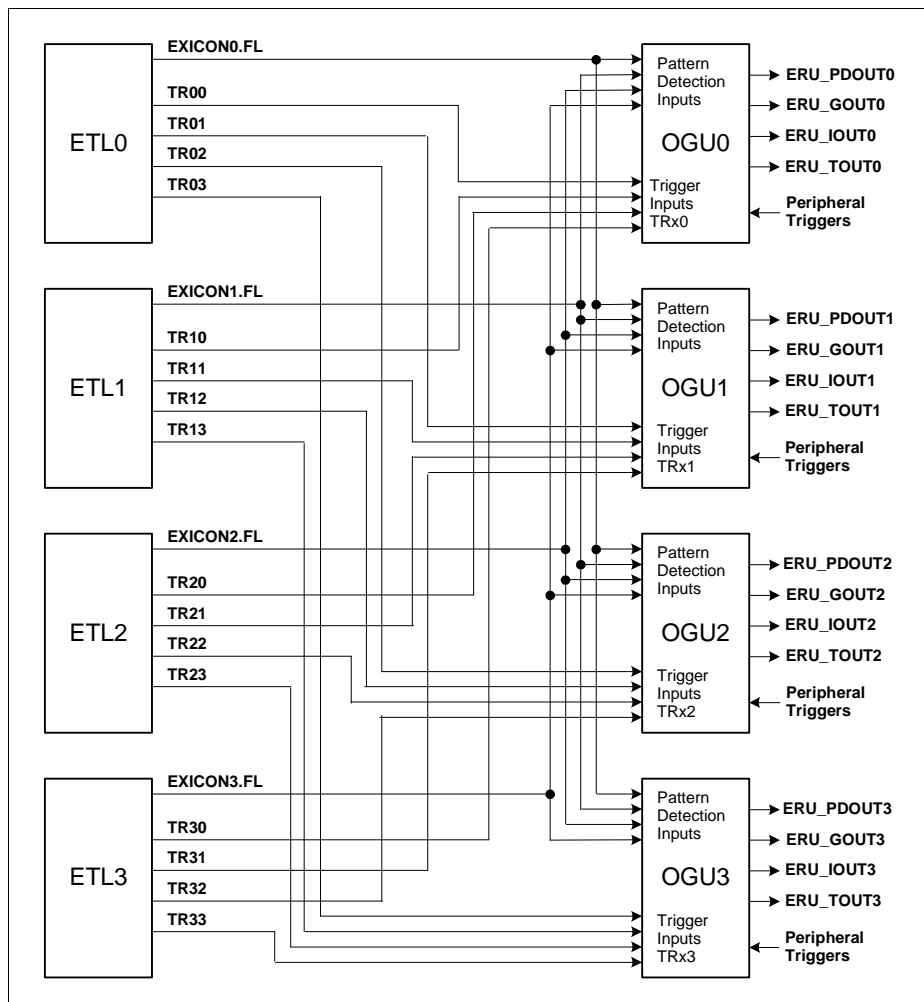 EXICON0.FL
TR00
TR01
TR02
TR03
ETL0
Pattern
Detection
Inputs
OGU0
Trigger
Inputs
TRx0
ERU_PDOUT0
ERU_GOUT0
ERU_IOUT0
ERU_TOUT0
Peripheral
Triggers
EXICON1.FL
TR10
TR11
TR12
TR13
ETL1
Pattern
Detection
Inputs
OGU1
Trigger
Inputs
TRx1
ERU_PDOUT1
ERU_GOUT1
ERU_IOUT1
ERU_TOUT1
Peripheral
Triggers
EXICON2.FL
TR20
TR21
TR22
TR23
ETL2
Pattern
Detection
Inputs
OGU2
Trigger
Inputs
TRx2
ERU_PDOUT2
ERU_GOUT2
ERU_IOUT2
ERU_TOUT2
Peripheral
Triggers
EXICON3.FL
TR30
TR31
TR32
TR33
ETL3
Pattern
Detection
Inputs
OGU3
Trigger
Inputs
TRx3
ERU_PDOUT3
ERU_GOUT3
ERU_IOUT3
ERU_TOUT3
Peripheral
Triggers